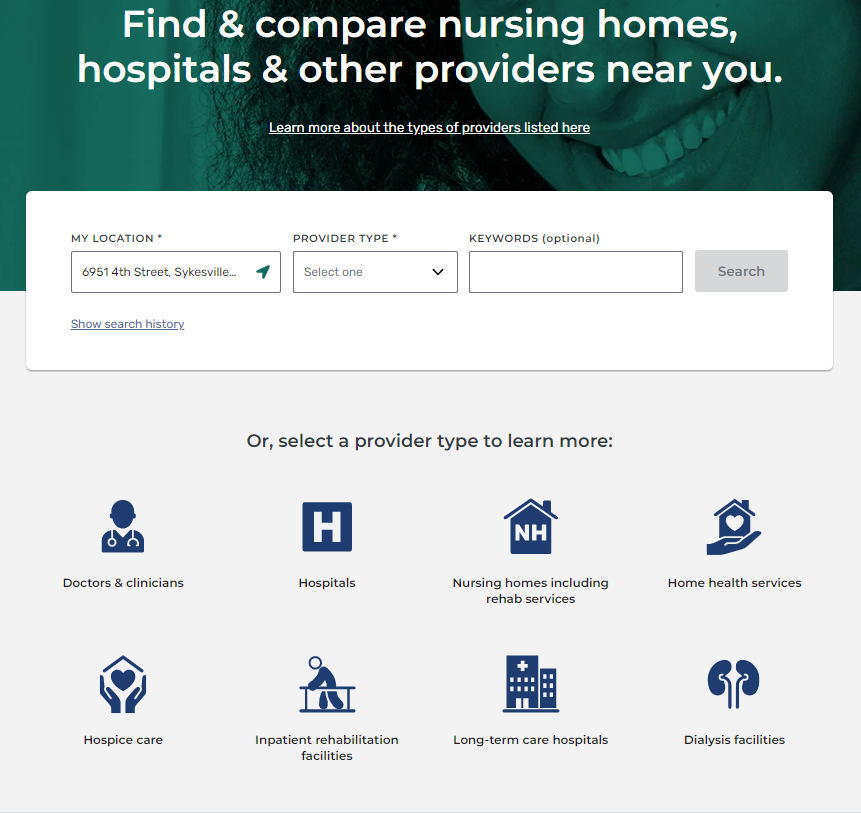 Find & compare nursing homes,
hospitals & other providers near you.
Learn more about the types of providers listed here
MY LOCATION *
PROVIDER TYPE *
KEYWORDS (optional)
6951 4th Street, Sykesville...
Select one
Search
Show search history
Or, select a provider type to learn more:
H
NH
Doctors & clinicians
Hospitals
Nursing homes including
rehab services
Home health services
Hospice care
Inpatient rehabilitation
facilities
Long-term care hospitals
Dialysis facilities